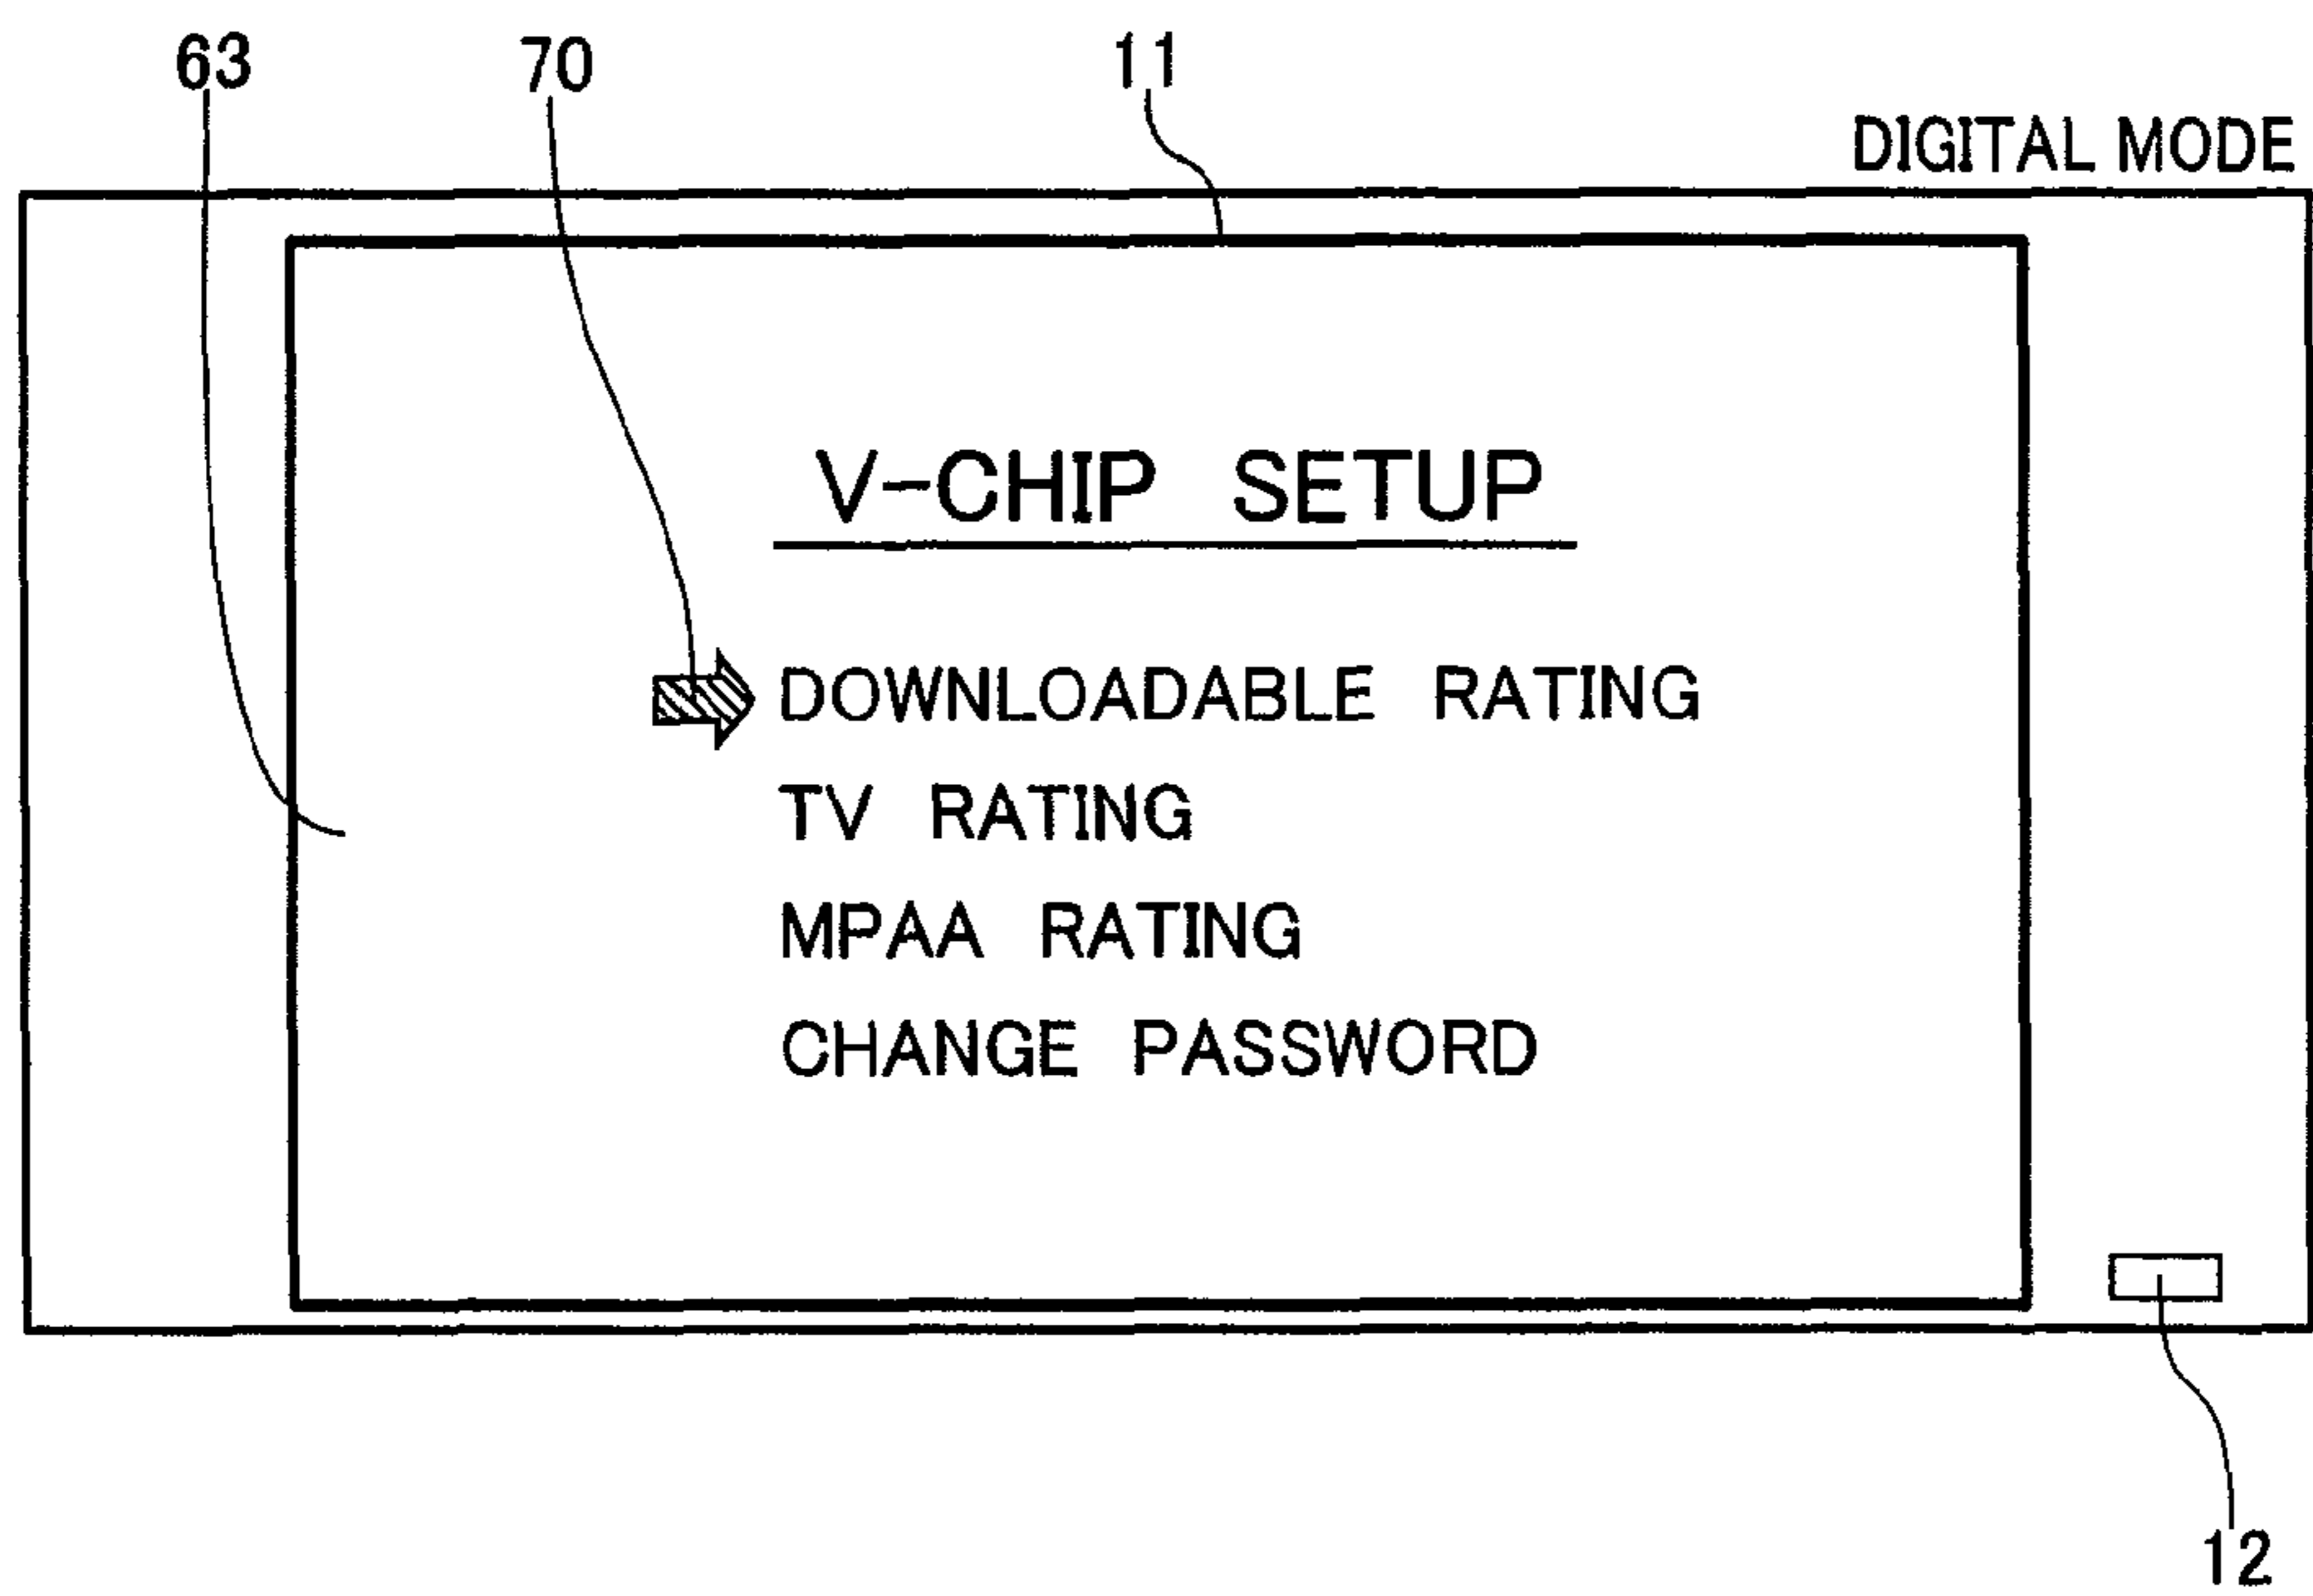 63 70 11
DIGITAL MODE
V-CHIP SETUP
DOWNLOADABLE RATING
TV RATING
MPAA RATING
CHANGE PASSWORD
12